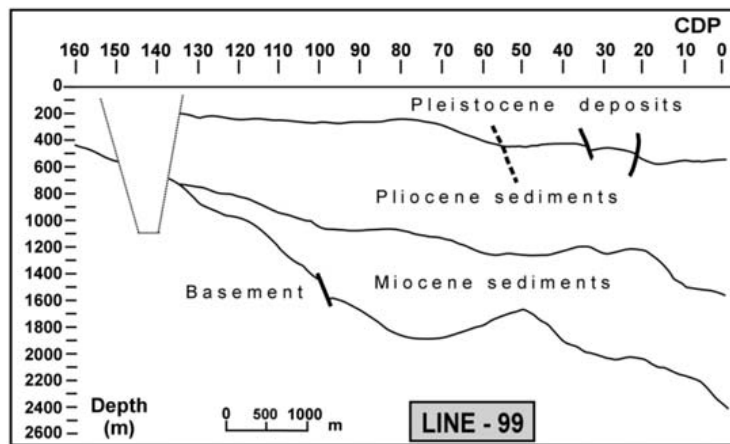 CDP
160 140 130 120 110 100 90 80 70 60 50 40 30 20 10 0
0
200
400
600
800
1000
1200
1400
1600
1800
2000
2200
2400
2600
Pleistocene deposits
Pliocene sediments
Miocene sediments
Basement
Depth
(m)
0 500 1000 m
LINE - 99